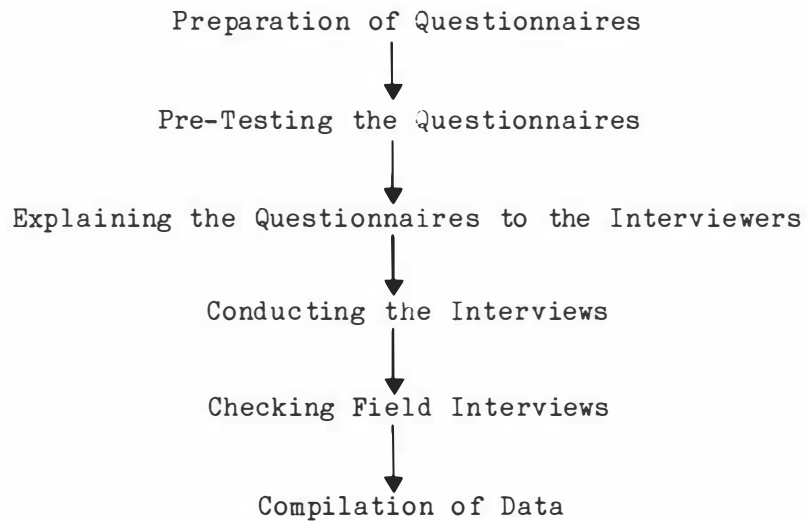 Preparation of Questionnaires
Pre-Testing the Questionnaires
Explaining the Questionnaires to the Interviewers
Conducting the Interviews
Checking Field Interviews
Compilation of Data